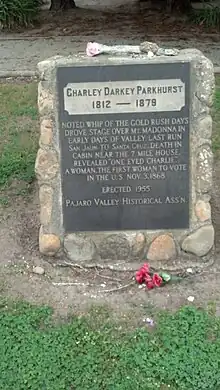 CHARLEY DARKEY PARKHURST
1812 — 1879
NOTED WHIP OF THE GOLD RUSH DAYS
DROVE STAGE OVER MT. MADONNA IN
EARLY DAYS OF VALLEY. LAST RUN
SAN JUAN TO SANTA CRUZ. DEATH IN
CABIN NEAR THE 7 MILE HOUSE.
REVEALED "ONE EYED CHARLIE",
A WOMAN, THE FIRST WOMAN TO VOTE
IN THE U.S. NOV. 3, 1868
ERECTED 1955
PAJARO VALLEY HISTORICAL ASS'N